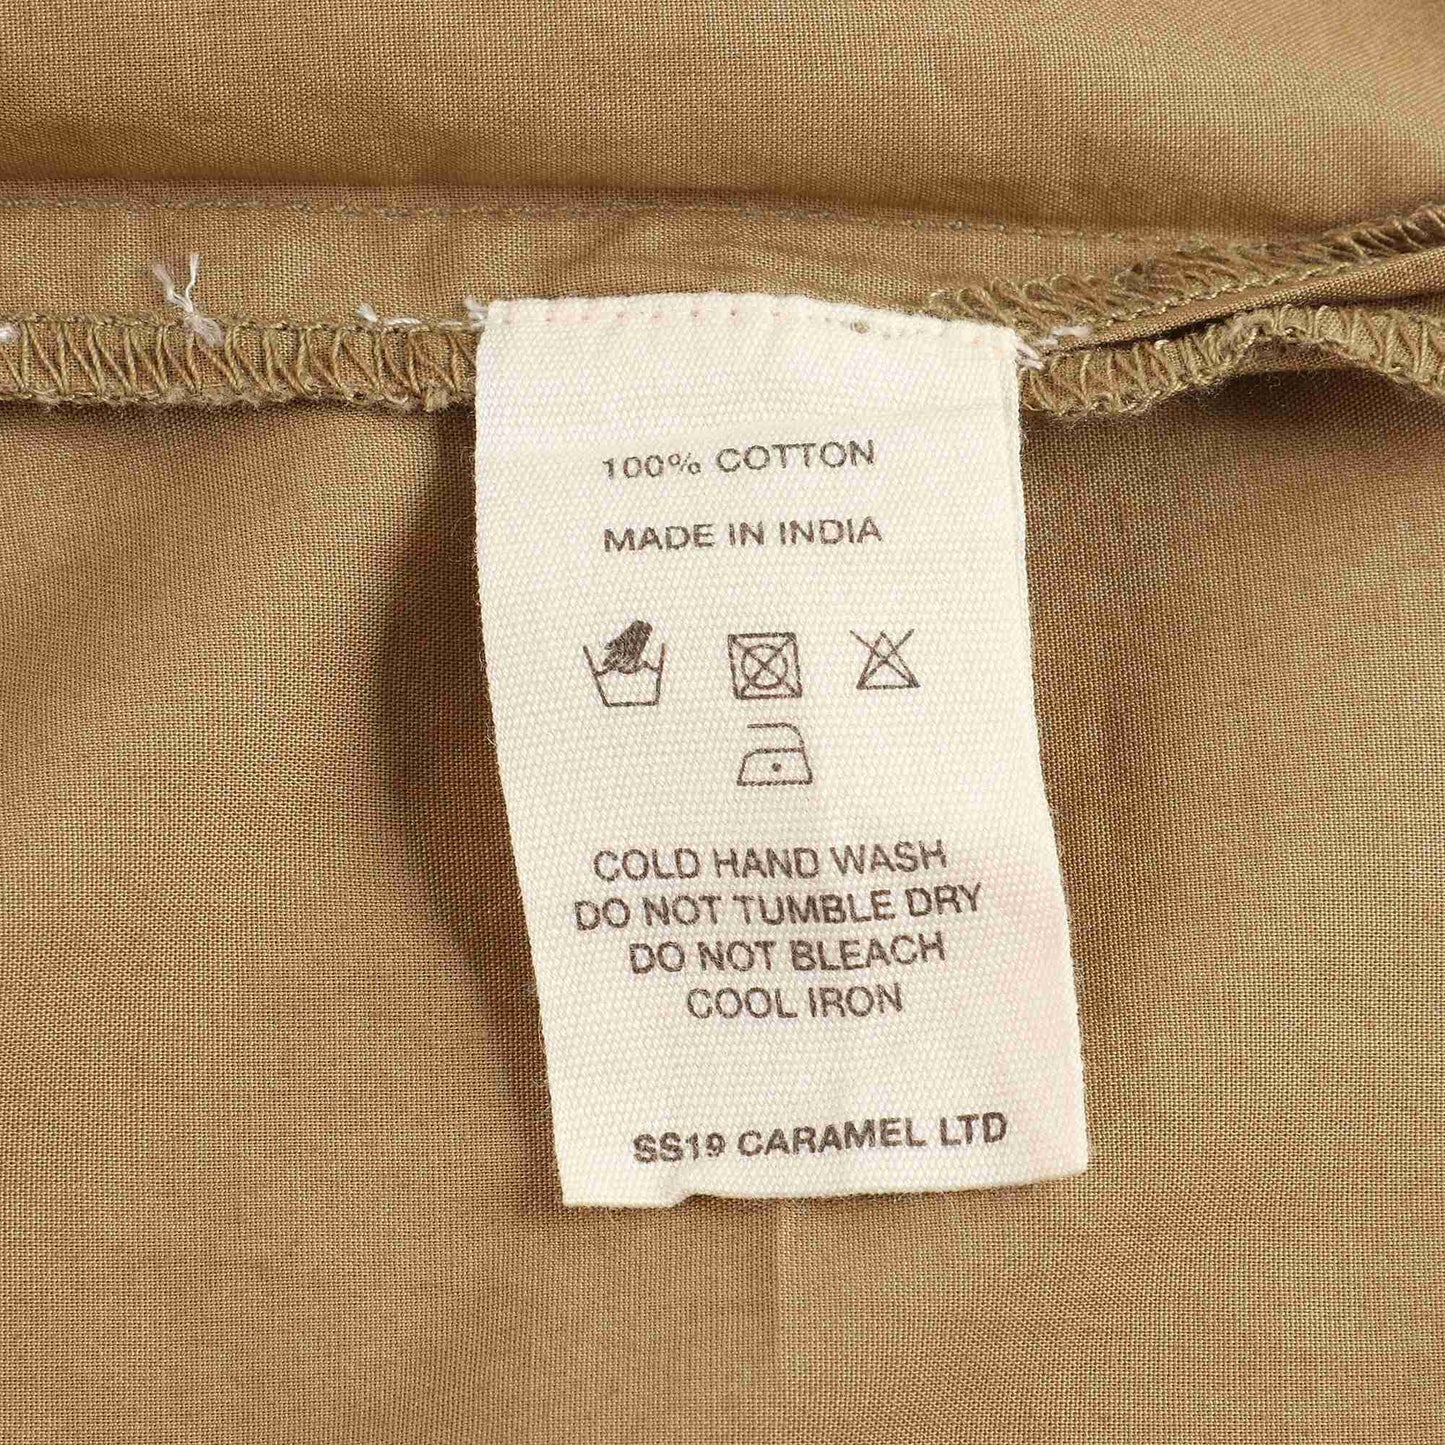 100% COTTON
MADE IN INDIA
COLD HAND WASH
DO NOT TUMBLE DRY
DO NOT BLEACH
COOL IRON
SS19 CARAMEL LTD